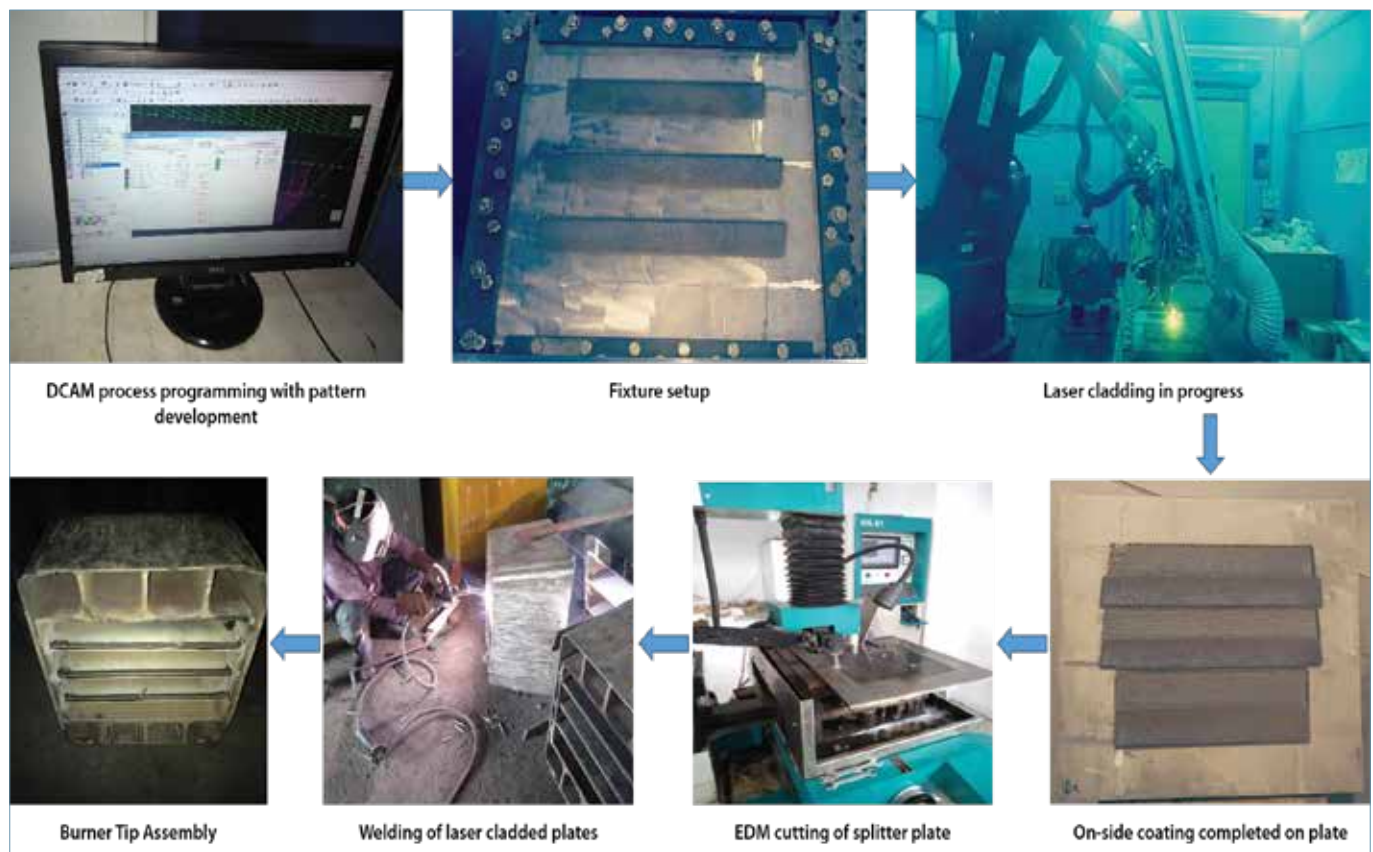 DCAM process programming with pattern
development
Fixture setup
Laser cladding in progress
Burner Tip Assembly
Welding of laser cladded plates
EDM cutting of splitter plate
On-side coating completed on plate